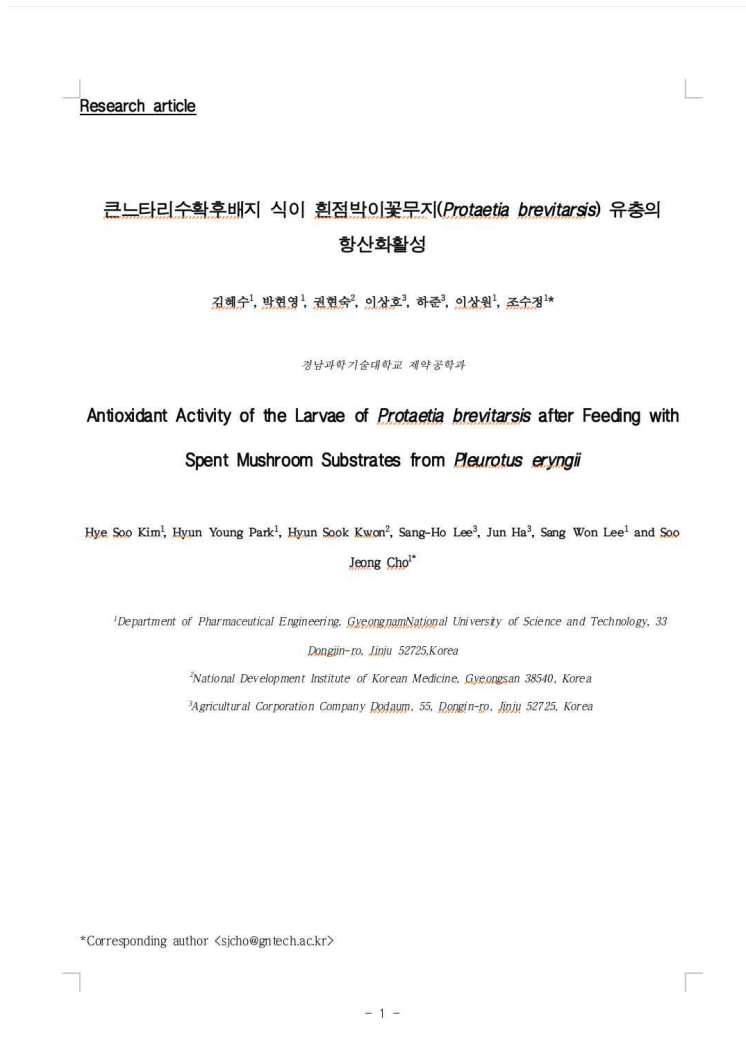 Research article
큰느타리수확후배지 식이 흰점박이꽃무지(Protaetia brevitarsis) 유충의
항산화활성
김혜수1, 박현영1, 권현숙2, 이상호3, 하준3, 이상원1, 조수정1*
경남과학기술대학교 제약공학과
Antioxidant Activity of the Larvae of Protaetia brevitarsis after Feeding with
Spent Mushroom Substrates from Pleurotus eryngii
Hye Soo Kim1, Hyun Young Park1, Hyun Sook Kwon2, Sang-Ho Lee3, Jun Ha3, Sang Won Lee1 and Soo
Jeong Cho1*
1Department of Pharmaceutical Engineering, GyeongnamNational University of Science and Technology, 33
Dongjin-ro, Jinju 52725,Korea
2National Development Institute of Korean Medicine, Gyeongsan 38540, Korea
3Agricultural Corporation Company Dodaum, 55, Dongin-ro, Jinju 52725, Korea
*Corresponding author <sjcho@gntech.ac.kr>
- 1 -